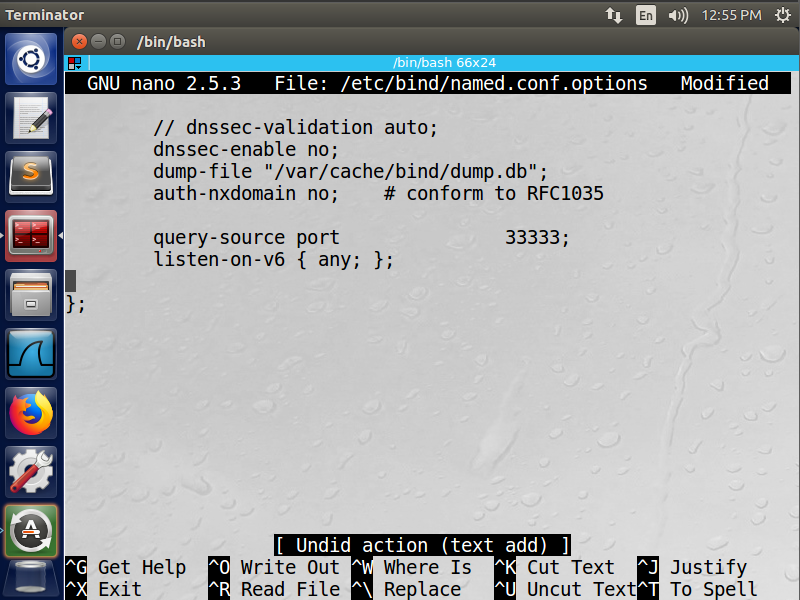 Terminator
En
12:55 PM
/bin/bash
/bin/bash 66x24
GNU nano 2.5.3 File: /etc/bind/named.conf.options Modified
// dnssec-validation auto;
dnssec-enable no;
dump-file "/var/cache/bind/dump.db";
auth-nxdomain no; # conform to RFC1035
query-source port 33333;
listen-on-v6 { any; };
};
[ Undid action (text add) ]
^G Get Help ^O Write Out ^W Where Is ^K Cut Text ^J Justify
^X Exit ^R Read File ^\ Replace ^U Uncut Text ^T To Spell